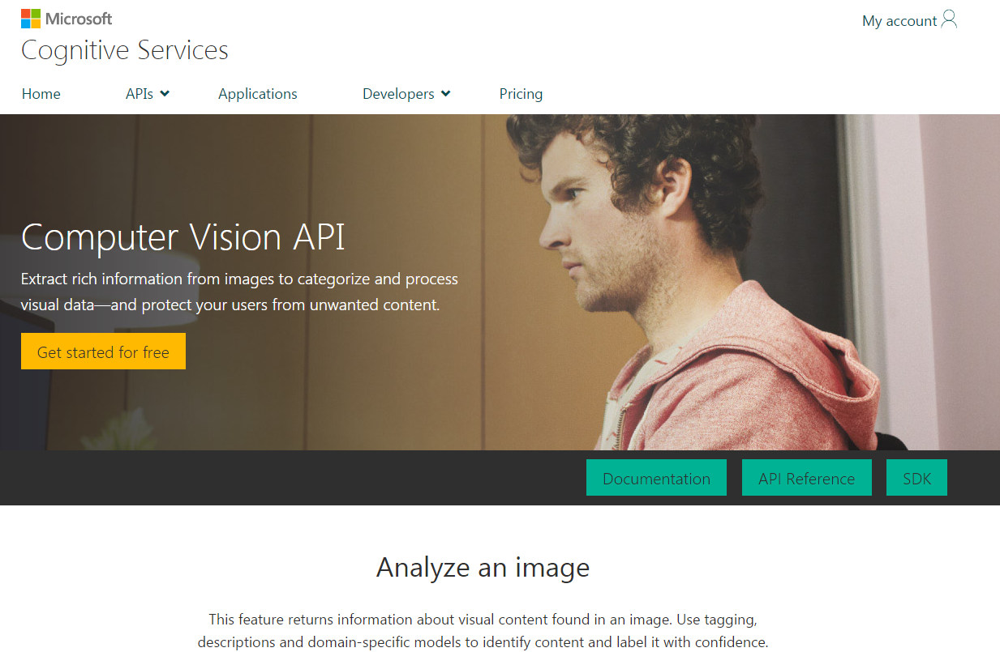 Microsoft
My account
Cognitive Services
Home APIs Applications Developers Pricing
Computer Vision API
Extract rich information from images to categorize and process
visual data—and protect your users from unwanted content.
Get started for free
Documentation API Reference SDK
Analyze an image
This feature returns information about visual content found in an image. Use tagging,
descriptions and domain-specific models to identify content and label it with confidence.